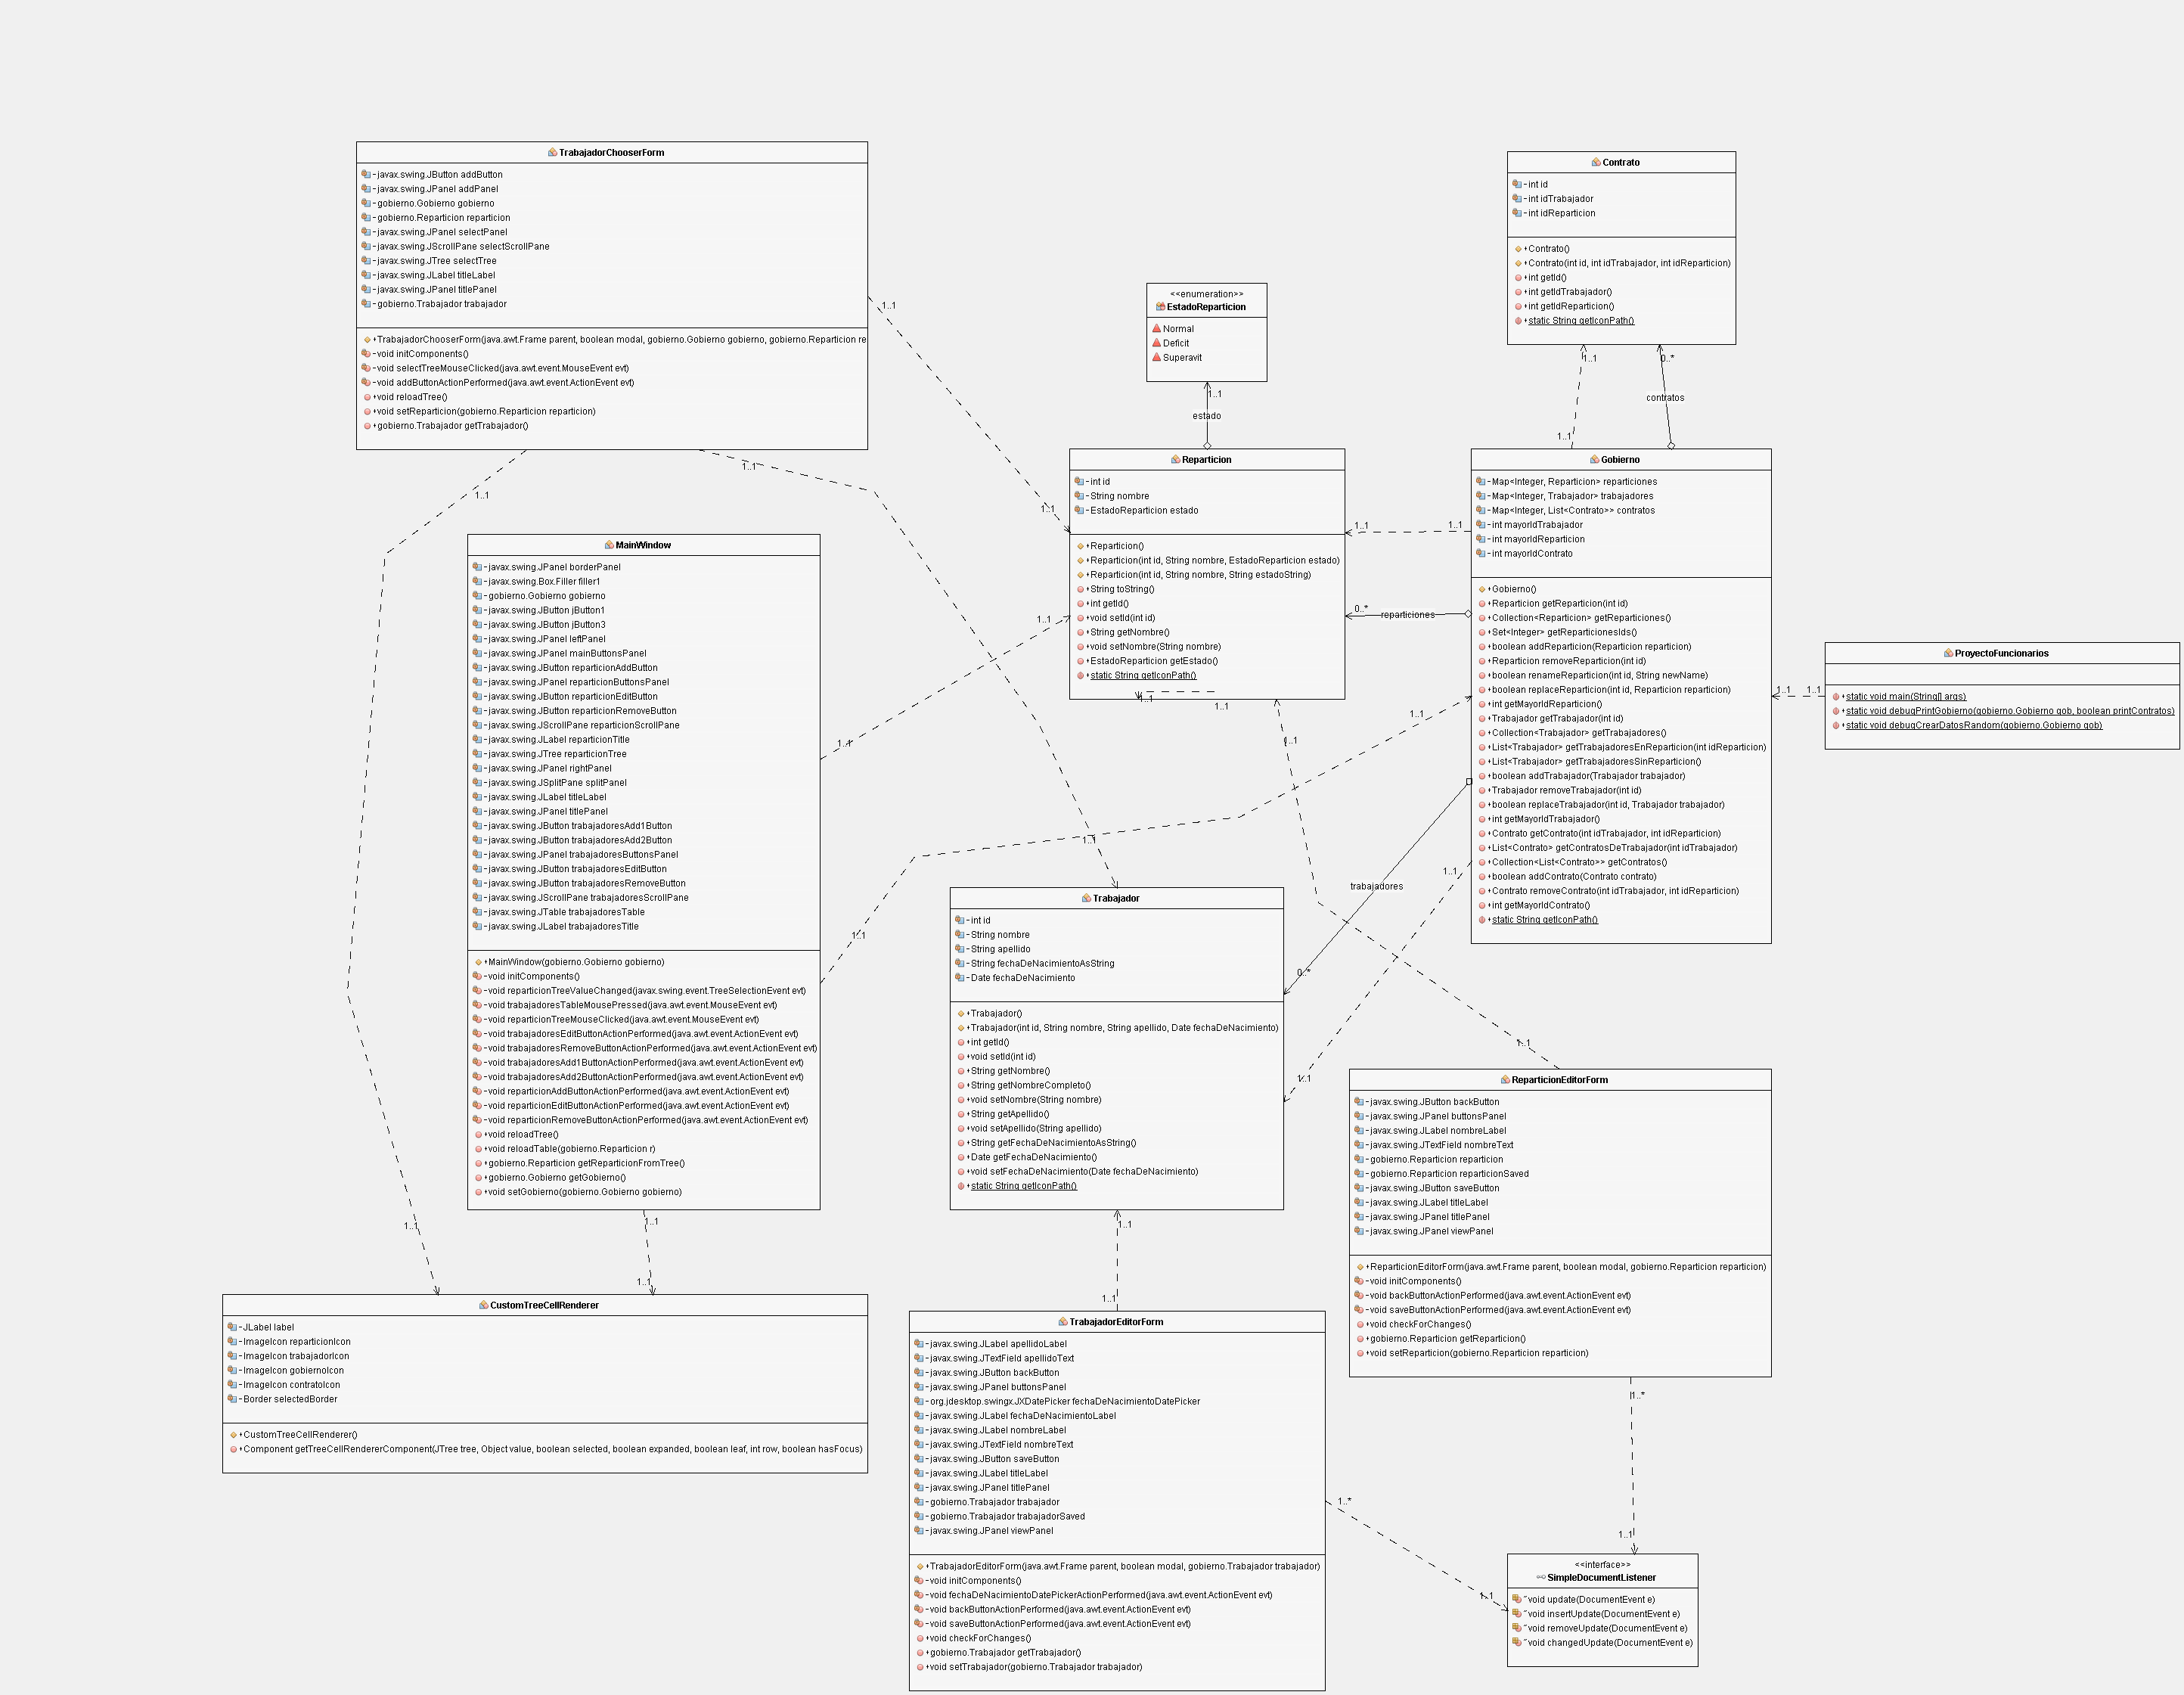 TrabajadorChooserForm
-javax.swing.JButton addButton
-javax.swing.JPanel addPanel
-gobierno.Gobierno gobierno
-gobierno.Reparticion reparticion
-javax.swing.JPanel selectPanel
-javax.swing.JScrollPane selectScrollPane
-javax.swing.JTree selectTree
-javax.swing.JLabel titleLabel
-javax.swing.JPanel titlePanel
-gobierno.Trabajador trabajador
+TrabajadorChooserForm(java.awt.Frame parent, boolean modal, gobierno.Gobierno gobierno, gobierno.Reparticion re
-void initComponents()
-void selectTreeMouseClicked(java.awt.event.MouseEvent evt)
-void addButtonActionPerformed(java.awt.event.ActionEvent evt)
+void reloadTree()
+void setReparticion(gobierno.Reparticion reparticion)
+gobierno.Trabajador getTrabajador()
Contrato
-int id
-int idTrabajador
-int idReparticion
+Contrato()
+Contrato(int id, int idTrabajador, int idReparticion)
+int getId()
+int getIdTrabajador()
+int getIdReparticion()
+static String getIconPath()
<<enumeration>>
EstadoReparticion
Normal
Deficit
Superavit
1..1
estado
1..1
1..1
1..1
0..*
contratos
1..1
1..1
1..1
Reparticion
-int id
-String nombre
-EstadoReparticion estado
+Reparticion()
+Reparticion(int id, String nombre, EstadoReparticion estado)
+Reparticion(int id, String nombre, String estadoString)
+String toString()
+int getId()
+void setId(int id)
+String getNombre()
+void setNombre(String nombre)
+EstadoReparticion getEstado()
+static String getIconPath()
1..1
1..1
1..1
1..1
1..1
0..*
reparticiones
Gobierno
-Map<Integer, Reparticion> reparticiones
-Map<Integer, Trabajador> trabajadores
-Map<Integer, List<Contrato>> contratos
-int mayorIdTrabajador
-int mayorIdReparticion
-int mayorIdContrato
+Gobierno()
+Reparticion getReparticion(int id)
+Collection<Reparticion> getReparticiones()
+Set<Integer> getReparticionesIds()
+boolean addReparticion(Reparticion reparticion)
+Reparticion removeReparticion(int id)
+boolean renameReparticion(int id, String newName)
+boolean replaceReparticion(int id, Reparticion reparticion)
+int getMayorIdReparticion()
+Trabajador getTrabajador(int id)
+Collection<Trabajador> getTrabajadores()
+List<Trabajador> getTrabajadoresEnReparticion(int idReparticion)
+List<Trabajador> getTrabajadoresSinReparticion()
+boolean addTrabajador(Trabajador trabajador)
+Trabajador removeTrabajador(int id)
+boolean replaceTrabajador(int id, Trabajador trabajador)
+int getMayorIdTrabajador()
+Contrato getContrato(int idTrabajador, int idReparticion)
+List<Contrato> getContratosDeTrabajador(int idTrabajador)
+Collection<List<Contrato>> getContratos()
+boolean addContrato(Contrato contrato)
+Contrato removeContrato(int idTrabajador, int idReparticion)
+int getMayorIdContrato()
+static String getIconPath()
ProyectoFuncionarios
+static void main(String[] args)
+static void debugPrintGobierno(gobierno.Gobierno gob, boolean printContratos)
+static void debugCrearDatosRandom(gobierno.Gobierno gob)
1..1
1..1
MainWindow
-javax.swing.JPanel borderPanel
-javax.swing.Box.Filler filler1
-gobierno.Gobierno gobierno
-javax.swing.JButton jButton1
-javax.swing.JButton jButton3
-javax.swing.JPanel leftPanel
-javax.swing.JPanel mainButtonsPanel
-javax.swing.JButton reparticionAddButton
-javax.swing.JPanel reparticionButtonsPanel
-javax.swing.JButton reparticionEditButton
-javax.swing.JButton reparticionRemoveButton
-javax.swing.JScrollPane reparticionScrollPane
-javax.swing.JLabel reparticionTitle
-javax.swing.JTree reparticionTree
-javax.swing.JPanel rightPanel
-javax.swing.JSplitPane splitPanel
-javax.swing.JLabel titleLabel
-javax.swing.JPanel titlePanel
-javax.swing.JButton trabajadoresAdd1Button
-javax.swing.JButton trabajadoresAdd2Button
-javax.swing.JPanel trabajadoresButtonsPanel
-javax.swing.JButton trabajadoresEditButton
-javax.swing.JButton trabajadoresRemoveButton
-javax.swing.JScrollPane trabajadoresScrollPane
-javax.swing.JTable trabajadoresTable
-javax.swing.JLabel trabajadoresTitle
+MainWindow(gobierno.Gobierno gobierno)
-void initComponents()
-void reparticionTreeValueChanged(javax.swing.event.TreeSelectionEvent evt)
-void trabajadoresTableMousePressed(java.awt.event.MouseEvent evt)
-void reparticionTreeMouseClicked(java.awt.event.MouseEvent evt)
-void trabajadoresEditButtonActionPerformed(java.awt.event.ActionEvent evt)
-void trabajadoresRemoveButtonActionPerformed(java.awt.event.ActionEvent evt)
-void trabajadoresAdd1ButtonActionPerformed(java.awt.event.ActionEvent evt)
-void trabajadoresAdd2ButtonActionPerformed(java.awt.event.ActionEvent evt)
-void reparticionAddButtonActionPerformed(java.awt.event.ActionEvent evt)
-void reparticionEditButtonActionPerformed(java.awt.event.ActionEvent evt)
-void reparticionRemoveButtonActionPerformed(java.awt.event.ActionEvent evt)
+void reloadTree()
+void reloadTable(gobierno.Reparticion r)
+gobierno.Reparticion getReparticionFromTree()
+gobierno.Gobierno getGobierno()
+void setGobierno(gobierno.Gobierno gobierno)
1..1
1..1
1..1
1..1
1..1
1..1
trabajadores
0..*
1..1
1..1
1..1
Trabajador
-int id
-String nombre
-String apellido
-String fechaDeNacimientoAsString
-Date fechaDeNacimiento
+Trabajador()
+Trabajador(int id, String nombre, String apellido, Date fechaDeNacimiento)
+int getId()
+void setId(int id)
+String getNombre()
+String getNombreCompleto()
+void setNombre(String nombre)
+String getApellido()
+void setApellido(String apellido)
+String getFechaDeNacimientoAsString()
+Date getFechaDeNacimiento()
+void setFechaDeNacimiento(Date fechaDeNacimiento)
+static String getIconPath()
ReparticionEditorForm
-javax.swing.JButton backButton
-javax.swing.JPanel buttonsPanel
-javax.swing.JLabel nombreLabel
-javax.swing.JTextField nombreText
-gobierno.Reparticion reparticion
-gobierno.Reparticion reparticionSaved
-javax.swing.JButton saveButton
-javax.swing.JLabel titleLabel
-javax.swing.JPanel titlePanel
-javax.swing.JPanel viewPanel
+ReparticionEditorForm(java.awt.Frame parent, boolean modal, gobierno.Reparticion reparticion)
-void initComponents()
-void backButtonActionPerformed(java.awt.event.ActionEvent evt)
-void saveButtonActionPerformed(java.awt.event.ActionEvent evt)
+void checkForChanges()
+gobierno.Reparticion getReparticion()
+void setReparticion(gobierno.Reparticion reparticion)
1..1
1..1
1..1
1..1
1..1
CustomTreeCellRenderer
-JLabel label
-ImageIcon reparticionIcon
-ImageIcon trabajadorIcon
-ImageIcon gobiernoIcon
-ImageIcon contratoIcon
-Border selectedBorder
+CustomTreeCellRenderer()
+Component getTreeCellRendererComponent(JTree tree, Object value, boolean selected, boolean expanded, boolean leaf, int row, boolean hasFocus)
TrabajadorEditorForm
-javax.swing.JLabel apellidoLabel
-javax.swing.JTextField apellidoText
-javax.swing.JButton backButton
-javax.swing.JPanel buttonsPanel
-org.jdesktop.swingx.JXDatePicker fechaDeNacimientoDatePicker
-javax.swing.JLabel fechaDeNacimientoLabel
-javax.swing.JLabel nombreLabel
-javax.swing.JTextField nombreText
-javax.swing.JButton saveButton
-javax.swing.JLabel titleLabel
-javax.swing.JPanel titlePanel
-gobierno.Trabajador trabajador
-gobierno.Trabajador trabajadorSaved
-javax.swing.JPanel viewPanel
+TrabajadorEditorForm(java.awt.Frame parent, boolean modal, gobierno.Trabajador trabajador)
-void initComponents()
-void fechaDeNacimientoDatePickerActionPerformed(java.awt.event.ActionEvent evt)
-void backButtonActionPerformed(java.awt.event.ActionEvent evt)
-void saveButtonActionPerformed(java.awt.event.ActionEvent evt)
+void checkForChanges()
+gobierno.Trabajador getTrabajador()
+void setTrabajador(gobierno.Trabajador trabajador)
1..*
1..1
1..*
1..1
<<interface>>
SimpleDocumentListener
~void update(DocumentEvent e)
~void insertUpdate(DocumentEvent e)
~void removeUpdate(DocumentEvent e)
~void changedUpdate(DocumentEvent e)